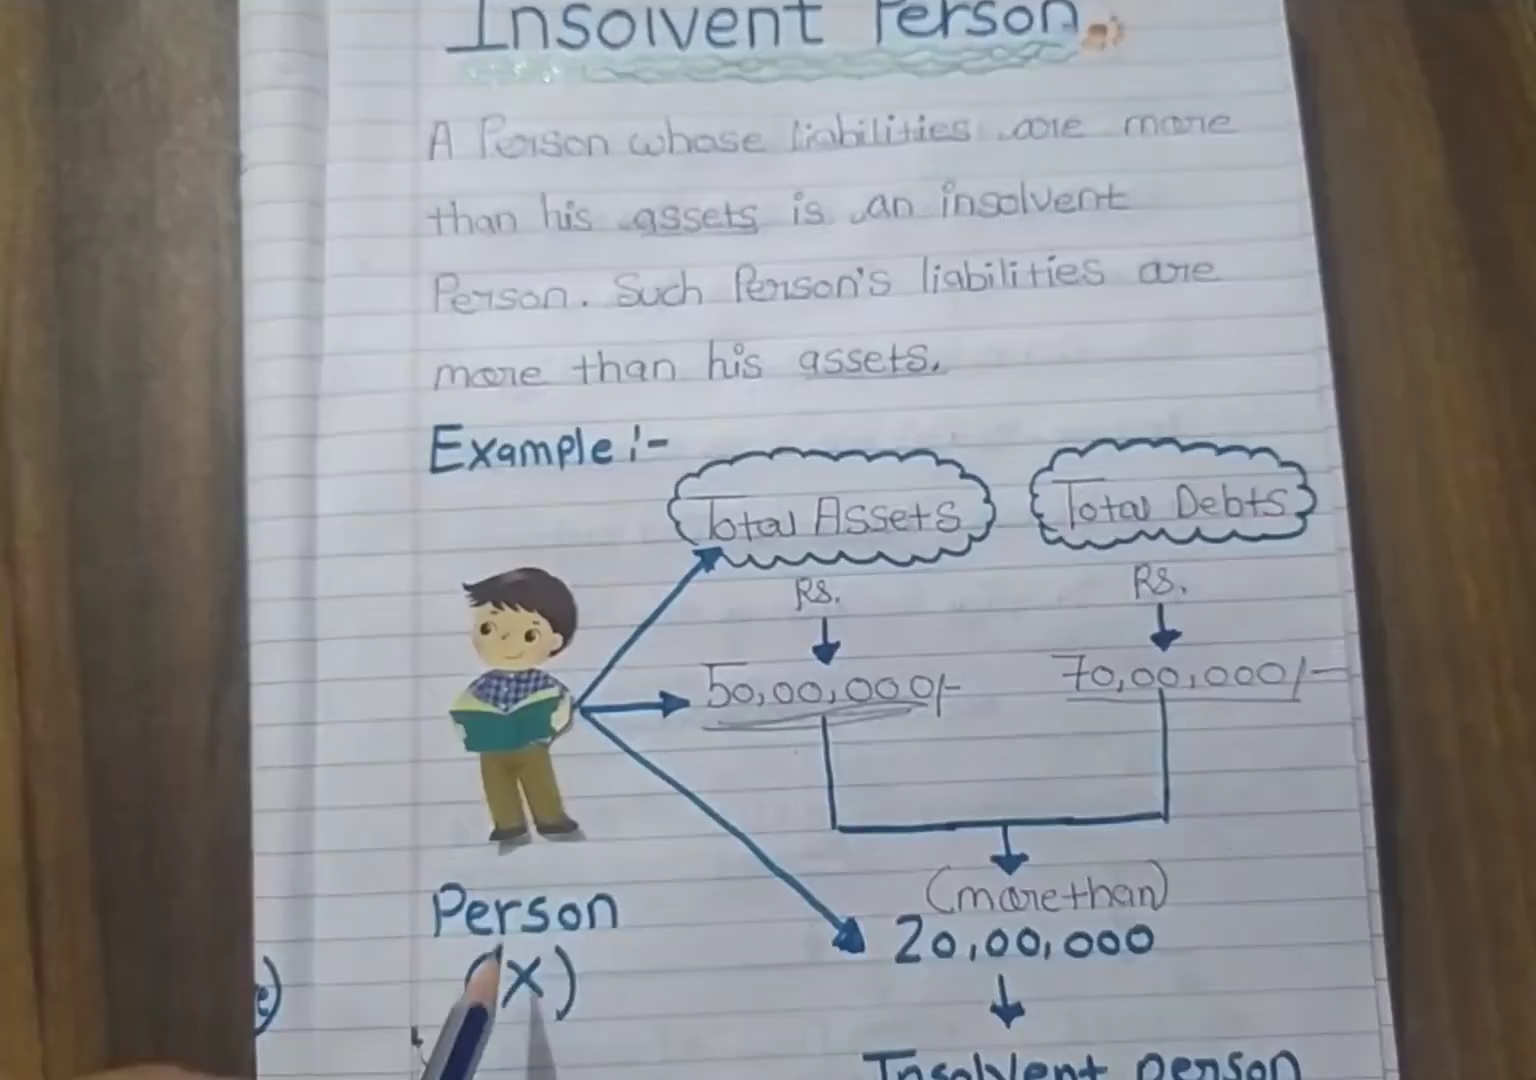 Insolvent Person
A Person whose liabilities are more
than his assets is an insolvent
Person. Such Person's liabilities are
more than his assets.
Example :-
Total Assets
Total Debts
Rs.
Rs.
50,00,000/-
70,00,000/-
(more than)
20,00,000
Person
(X)
Insolvent person